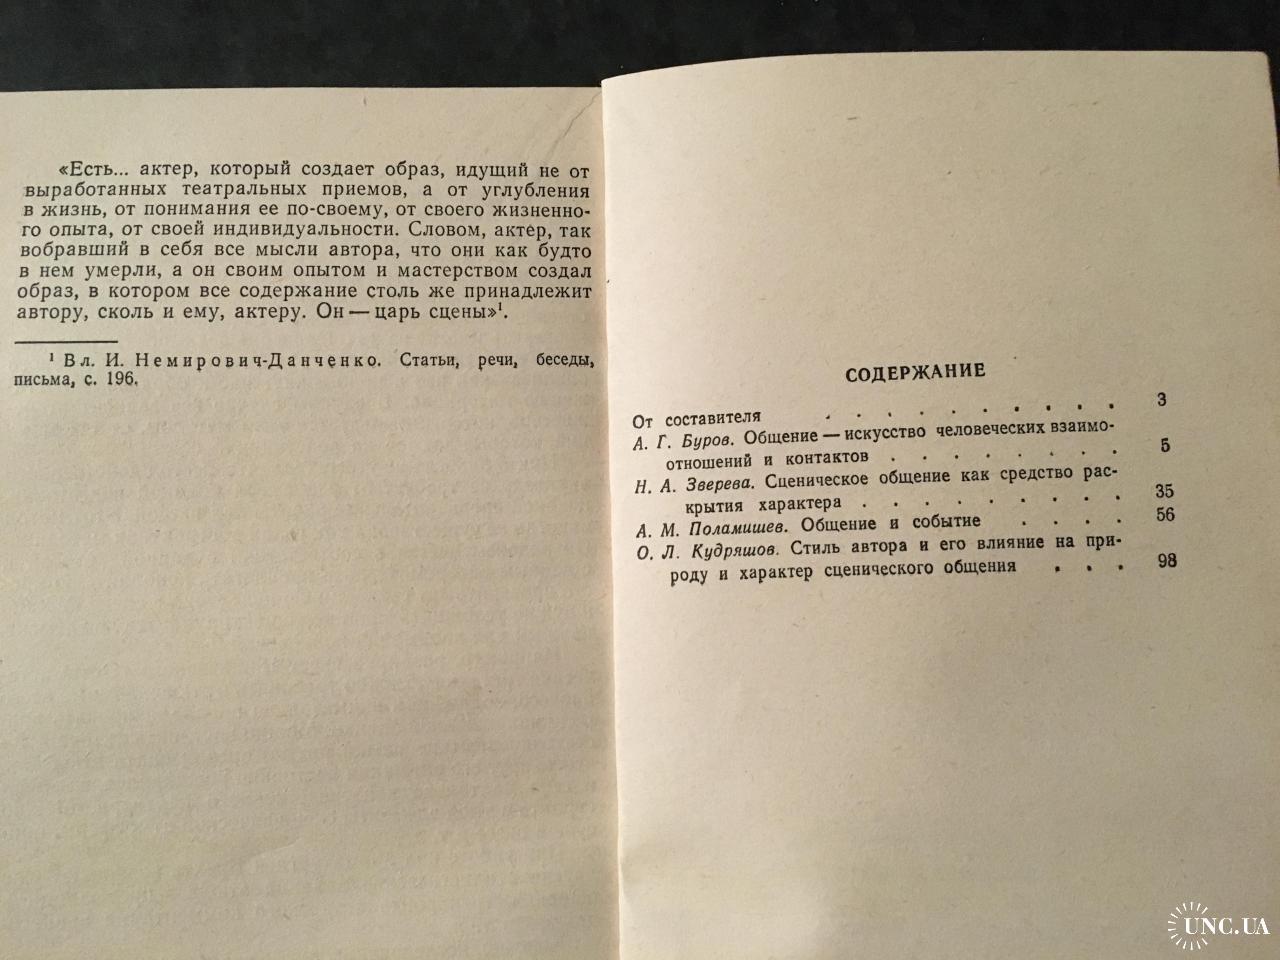 «Есть... актер, который создает образ, идущий не от
выработанных театральных приемов, а от углубления
в жизнь, от понимания ее по-своему, от своего жизненно-
го опыта, от своей индивидуальности. Словом, актер, так
вобравший в себя все мысли автора, что они как будто
в нем умерли, а он своим опытом и мастерством создал
образ, в котором все содержание столь же принадлежит
автору, сколь и ему, актеру. Он — царь сцены»¹.
¹ Вл. И. Немирович-Данченко. Статьи, речи, беседы,
письма, с. 196.
СОДЕРЖАНИЕ
От составителя . . . . . . . . . . 3
А. Г. Буров. Общение — искусство человеческих взаимо-
отношений и контактов . . . . . . . . 5
Н. А. Зверева. Сценическое общение как средство рас-
крытия характера . . . . . . . . . 35
А. М. Поламишев. Общение и событие . . . . 56
О. Л. Кудряшов. Стиль автора и его влияние на при-
роду и характер сценического общения . . . 98
UNC.UA